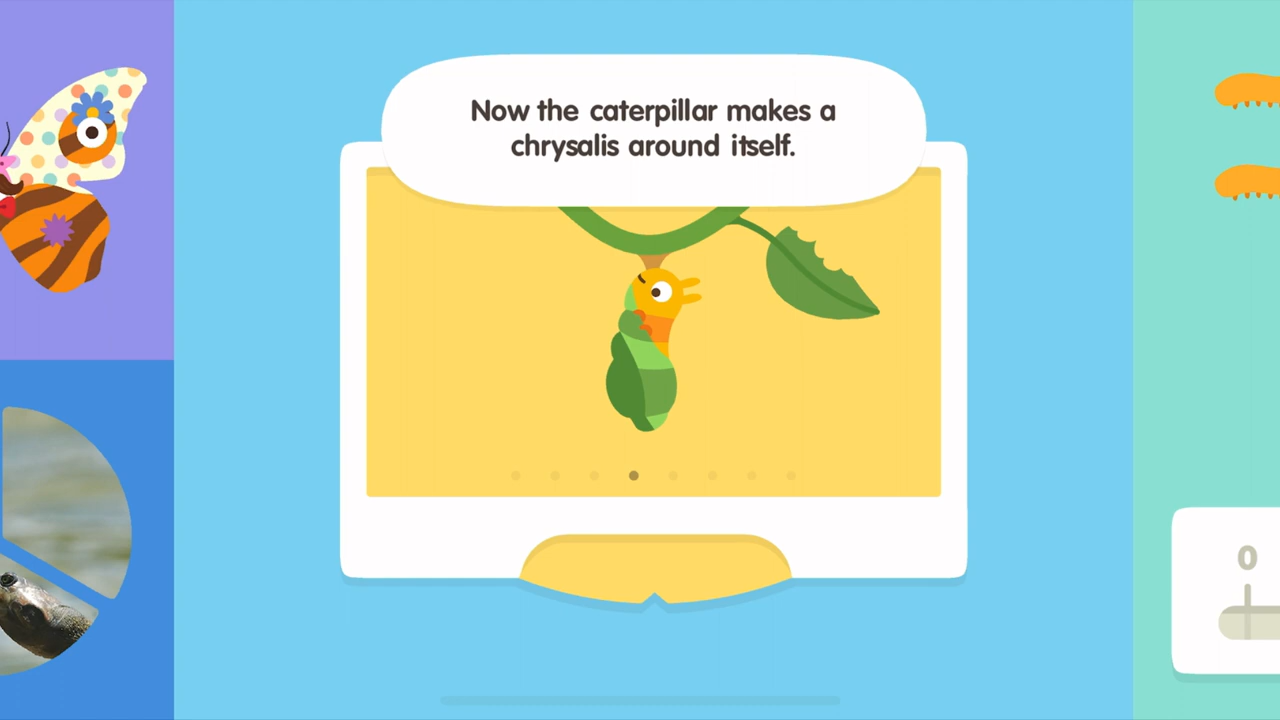 Now the caterpillar makes a
chrysalis around itself.
0